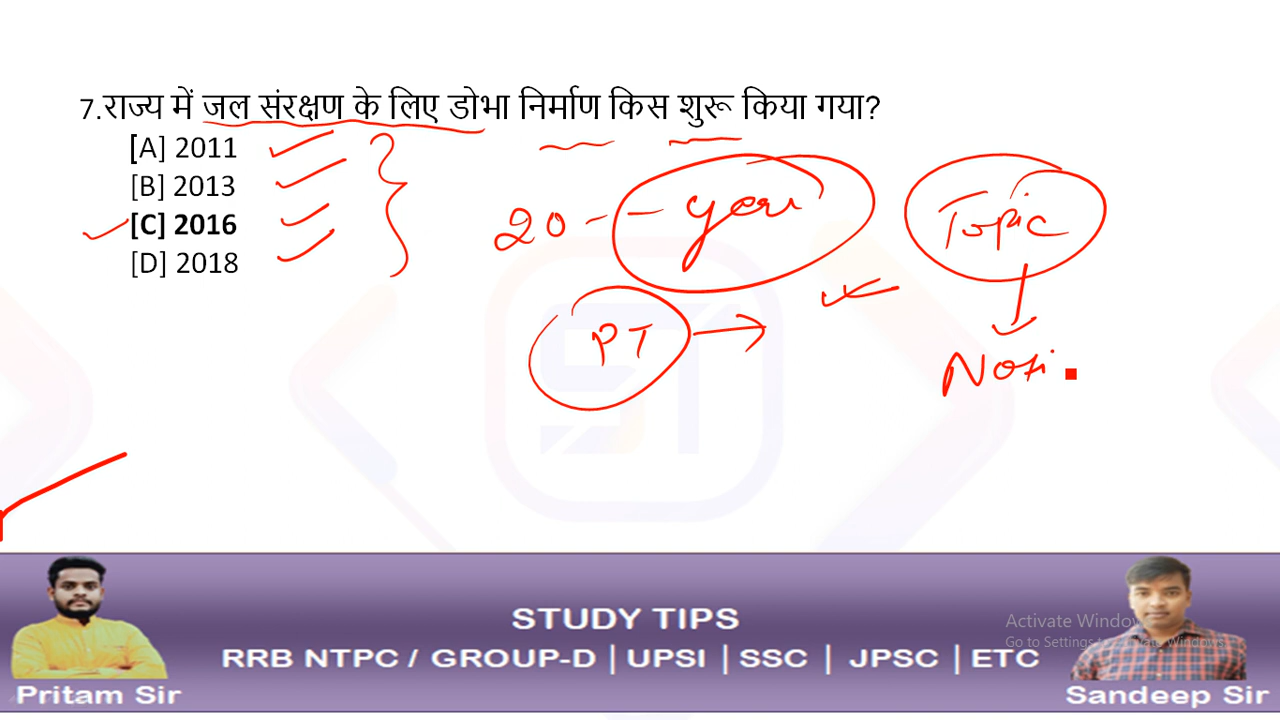 7.राज्य में जल संरक्षण के लिए डोभा निर्माण किस शुरू किया गया?
[A] 2011
[B] 2013
[C] 2016
[D] 2018
20 - - year
Topic
PT
Noti
STUDY TIPS
RRB NTPC / GROUP-D | UPSI | SSC | JPSC | ETC
Pritam Sir
Sandeep Sir
Activate Windows